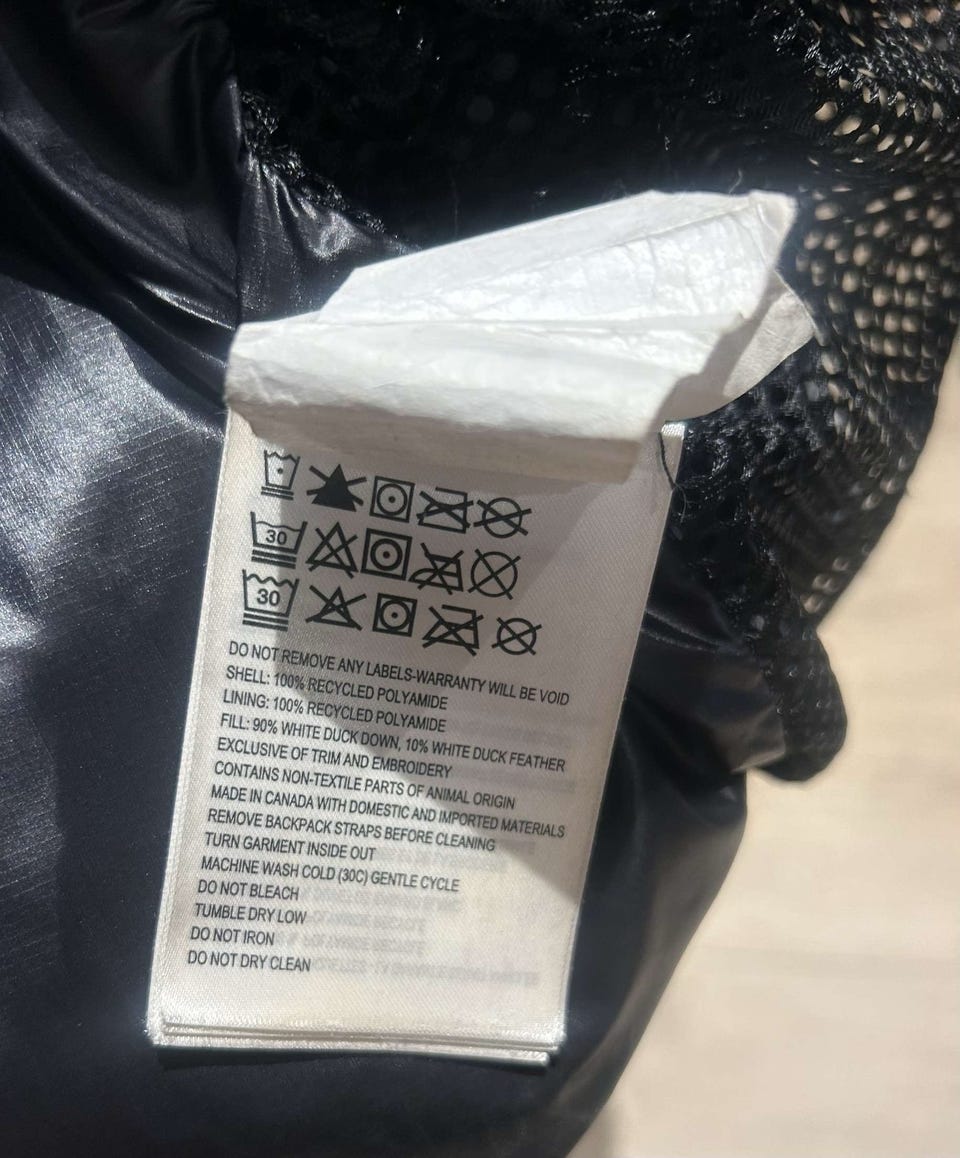 30
30
DO NOT REMOVE ANY LABELS-WARRANTY WILL BE VOID
SHELL: 100% RECYCLED POLYAMIDE
LINING: 100% RECYCLED POLYAMIDE
FILL: 90% WHITE DUCK DOWN, 10% WHITE DUCK FEATHER
EXCLUSIVE OF TRIM AND EMBROIDERY
CONTAINS NON-TEXTILE PARTS OF ANIMAL ORIGIN
MADE IN CANADA WITH DOMESTIC AND IMPORTED MATERIALS
REMOVE BACKPACK STRAPS BEFORE CLEANING
TURN GARMENT INSIDE OUT
MACHINE WASH COLD (30C) GENTLE CYCLE
DO NOT BLEACH
TUMBLE DRY LOW
DO NOT IRON
DO NOT DRY CLEAN